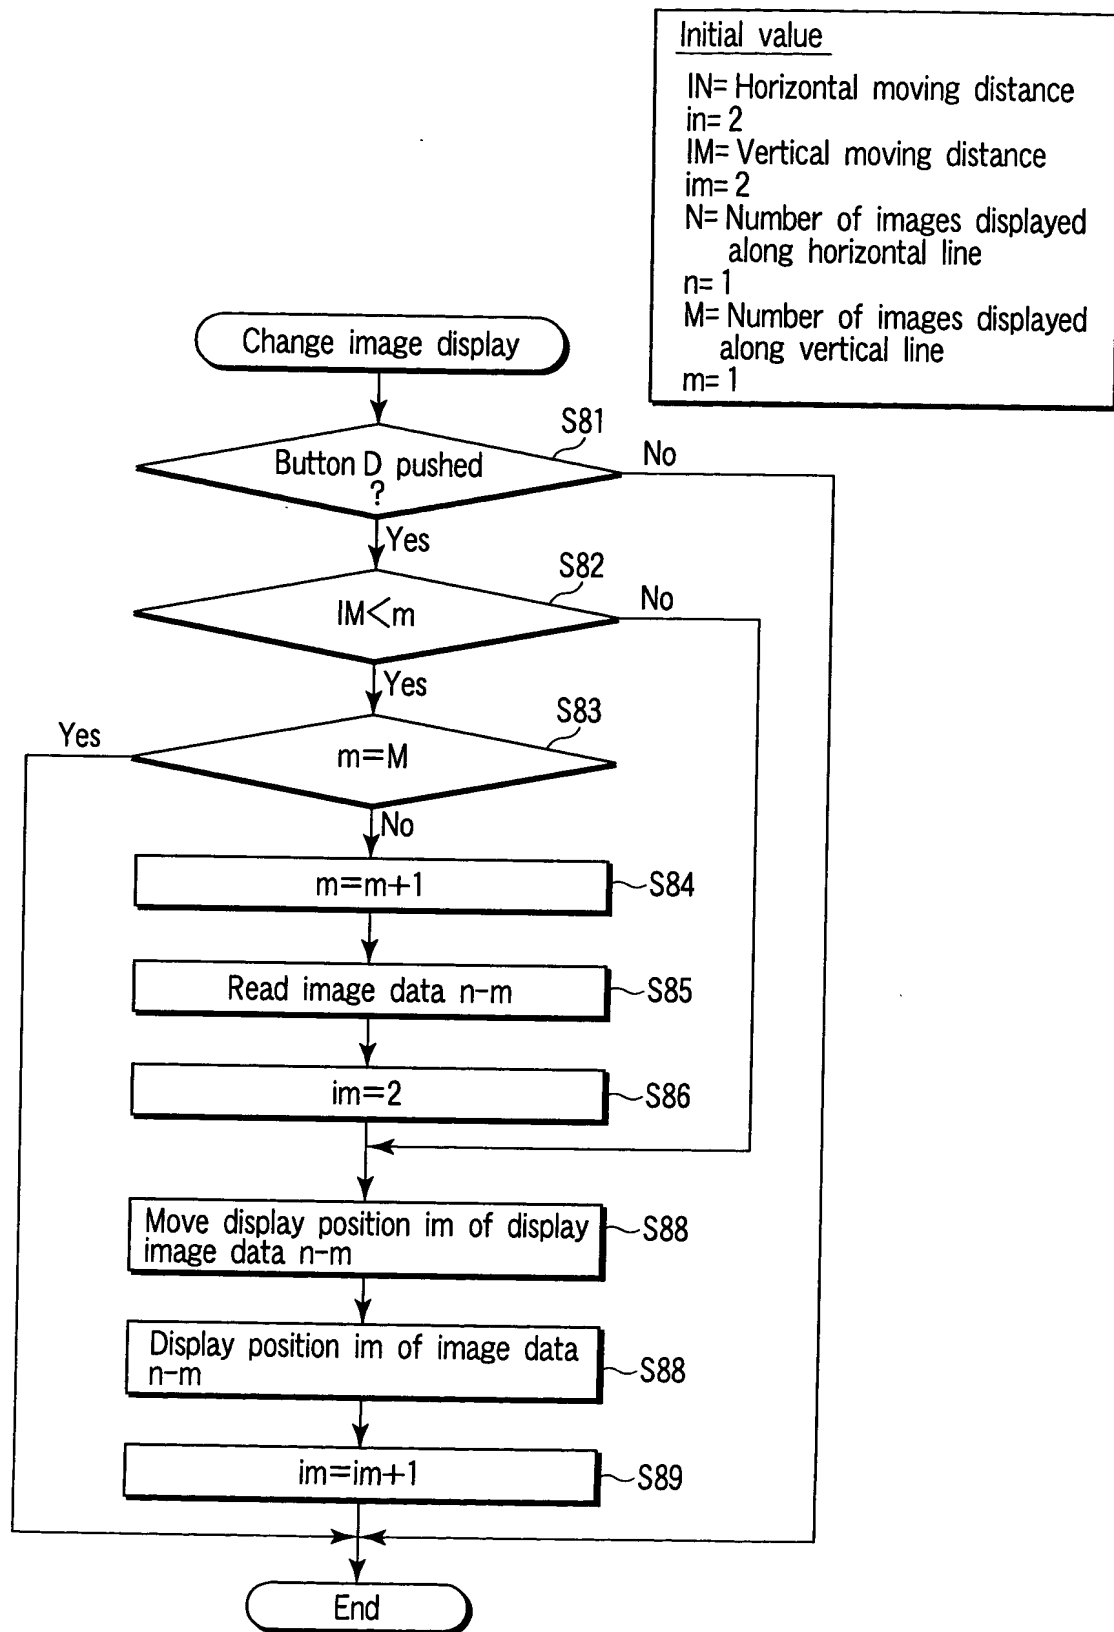 Initial value
IN= Horizontal moving distance
in= 2
IM= Vertical moving distance
im= 2
N= Number of images displayed
along horizontal line
n= 1
M= Number of images displayed
along vertical line
m= 1
Change image display
S81
Button D pushed
?
No
Yes
S82
IM<m
No
Yes
S83
Yes
m=M
No
m=m+1
S84
Read image data n-m
S85
im=2
S86
Move display position im of display
image data n-m
S88
Display position im of image data
n-m
S88
im=im+1
S89
End